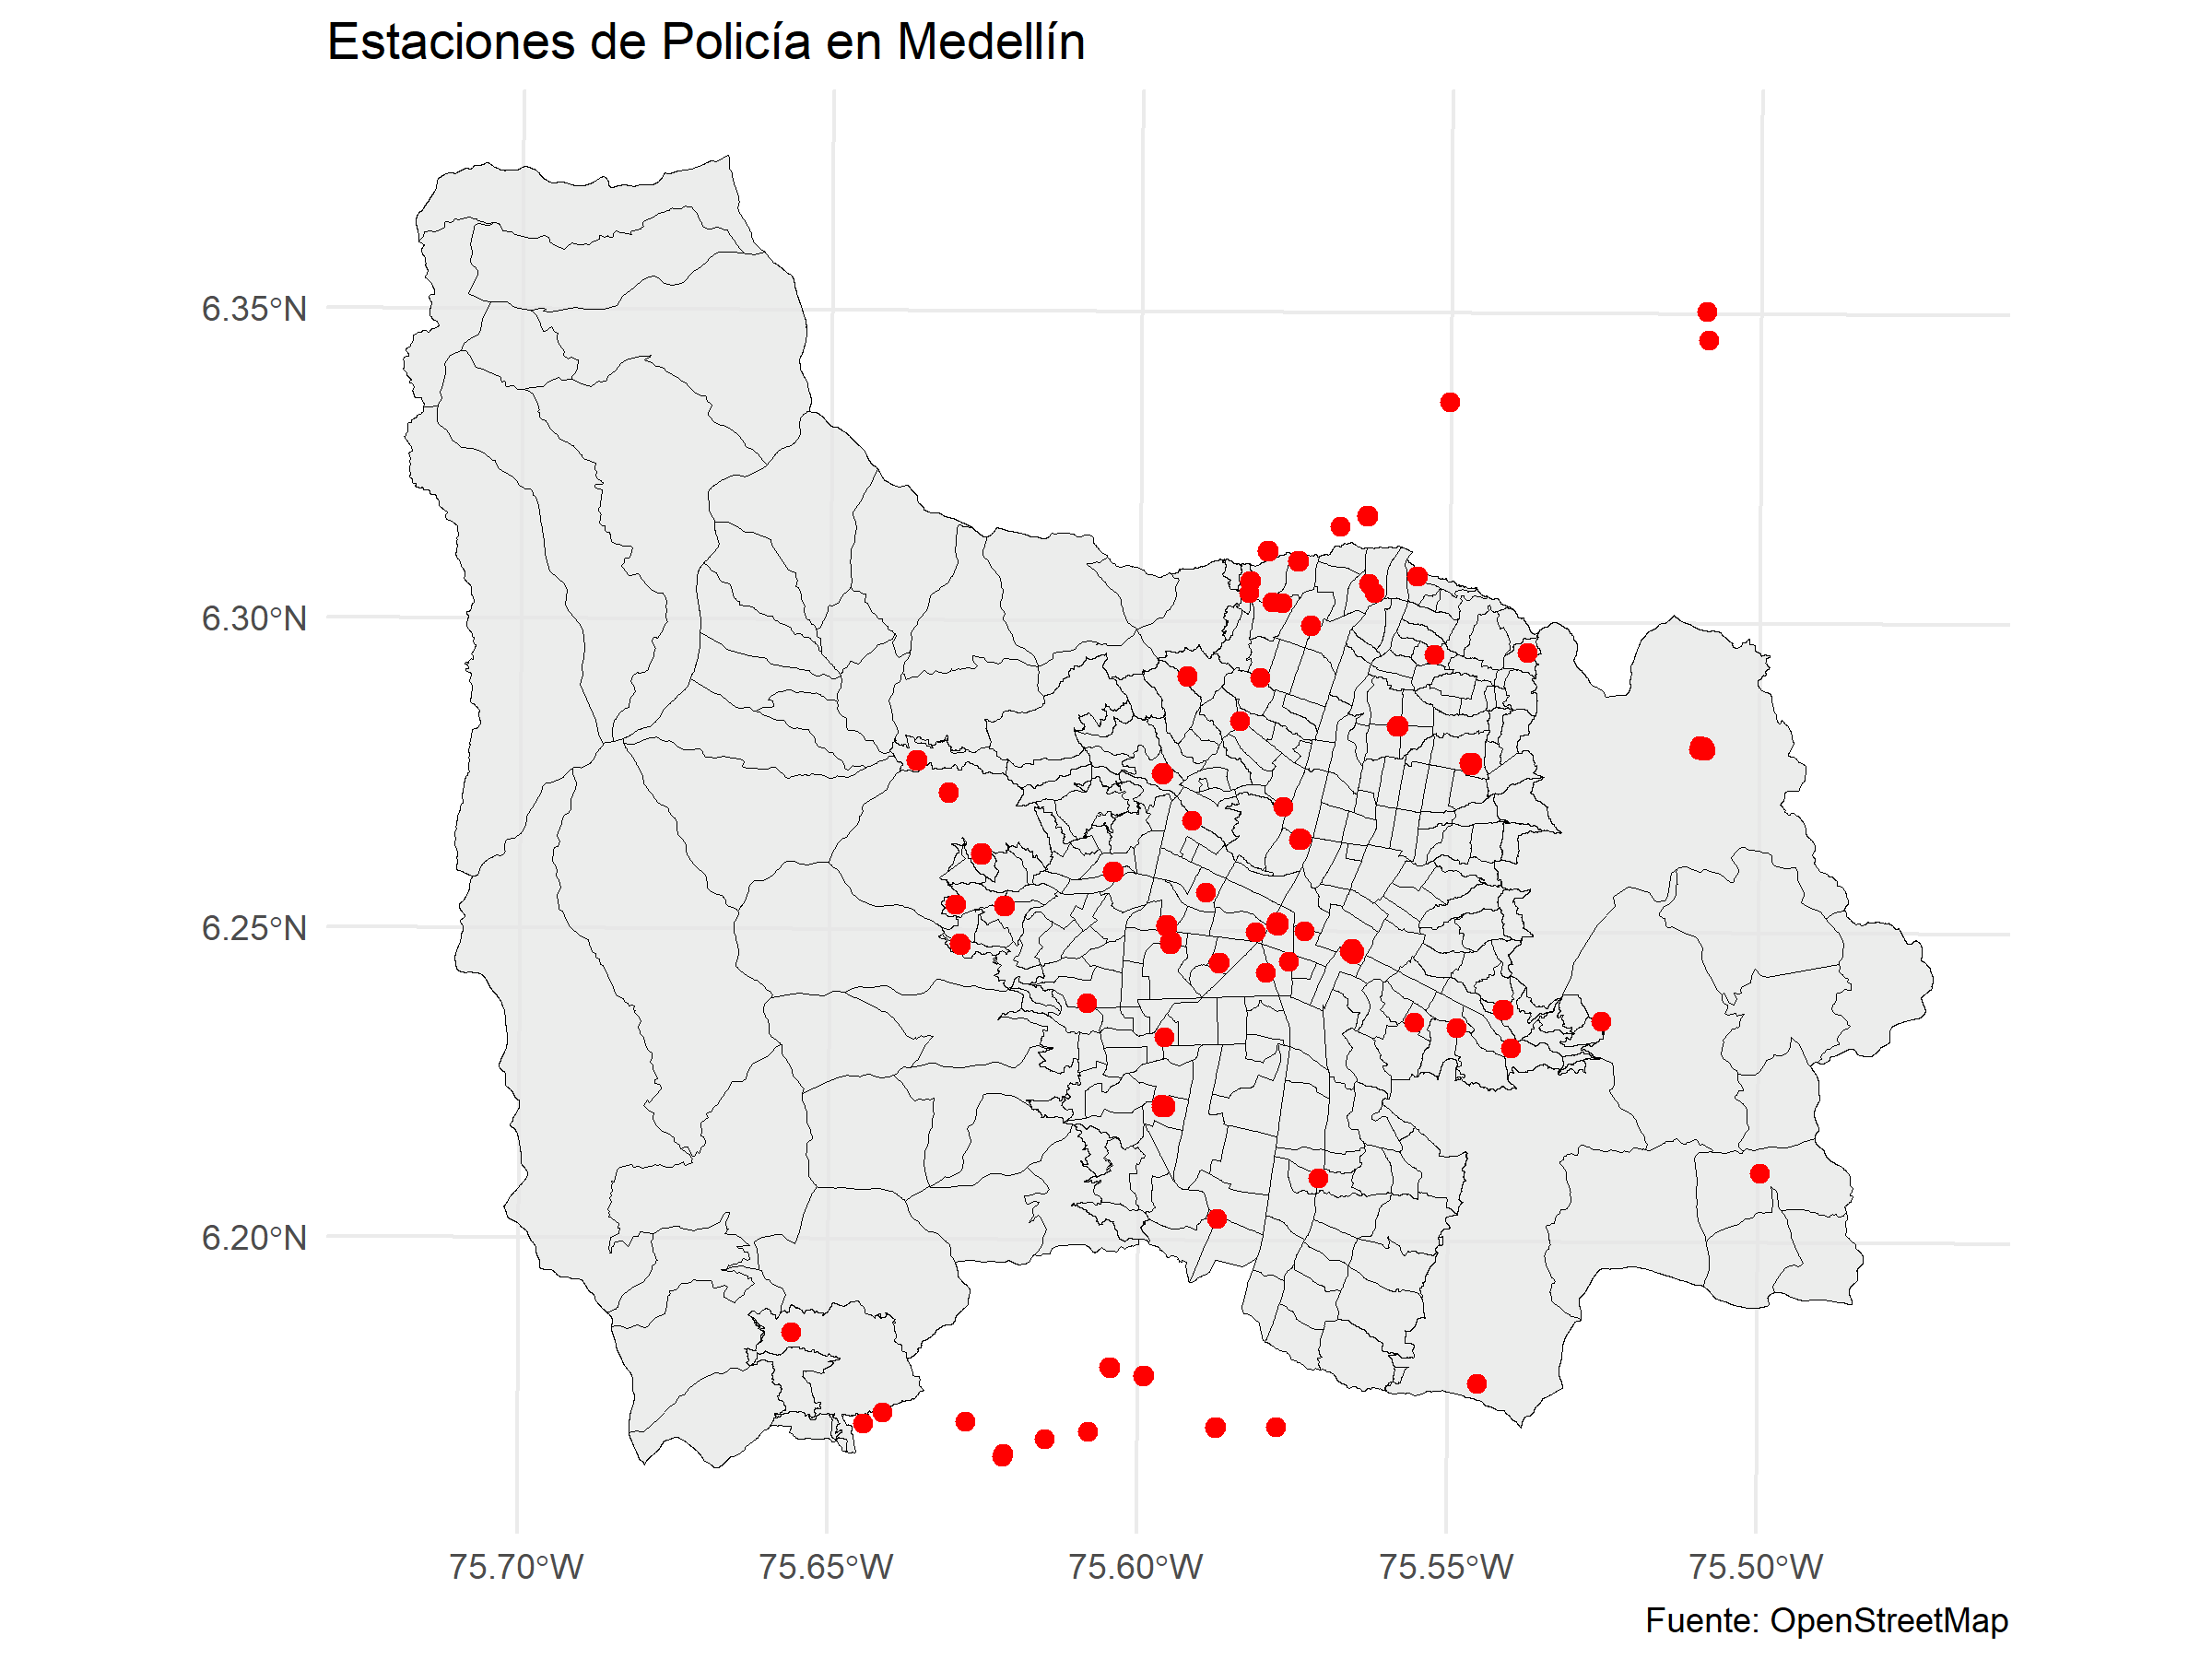 Estaciones de Policía en Medellín
6.35°N
6.30°N
6.25°N
6.20°N
75.70°W 75.65°W 75.60°W 75.55°W 75.50°W
Fuente: OpenStreetMap